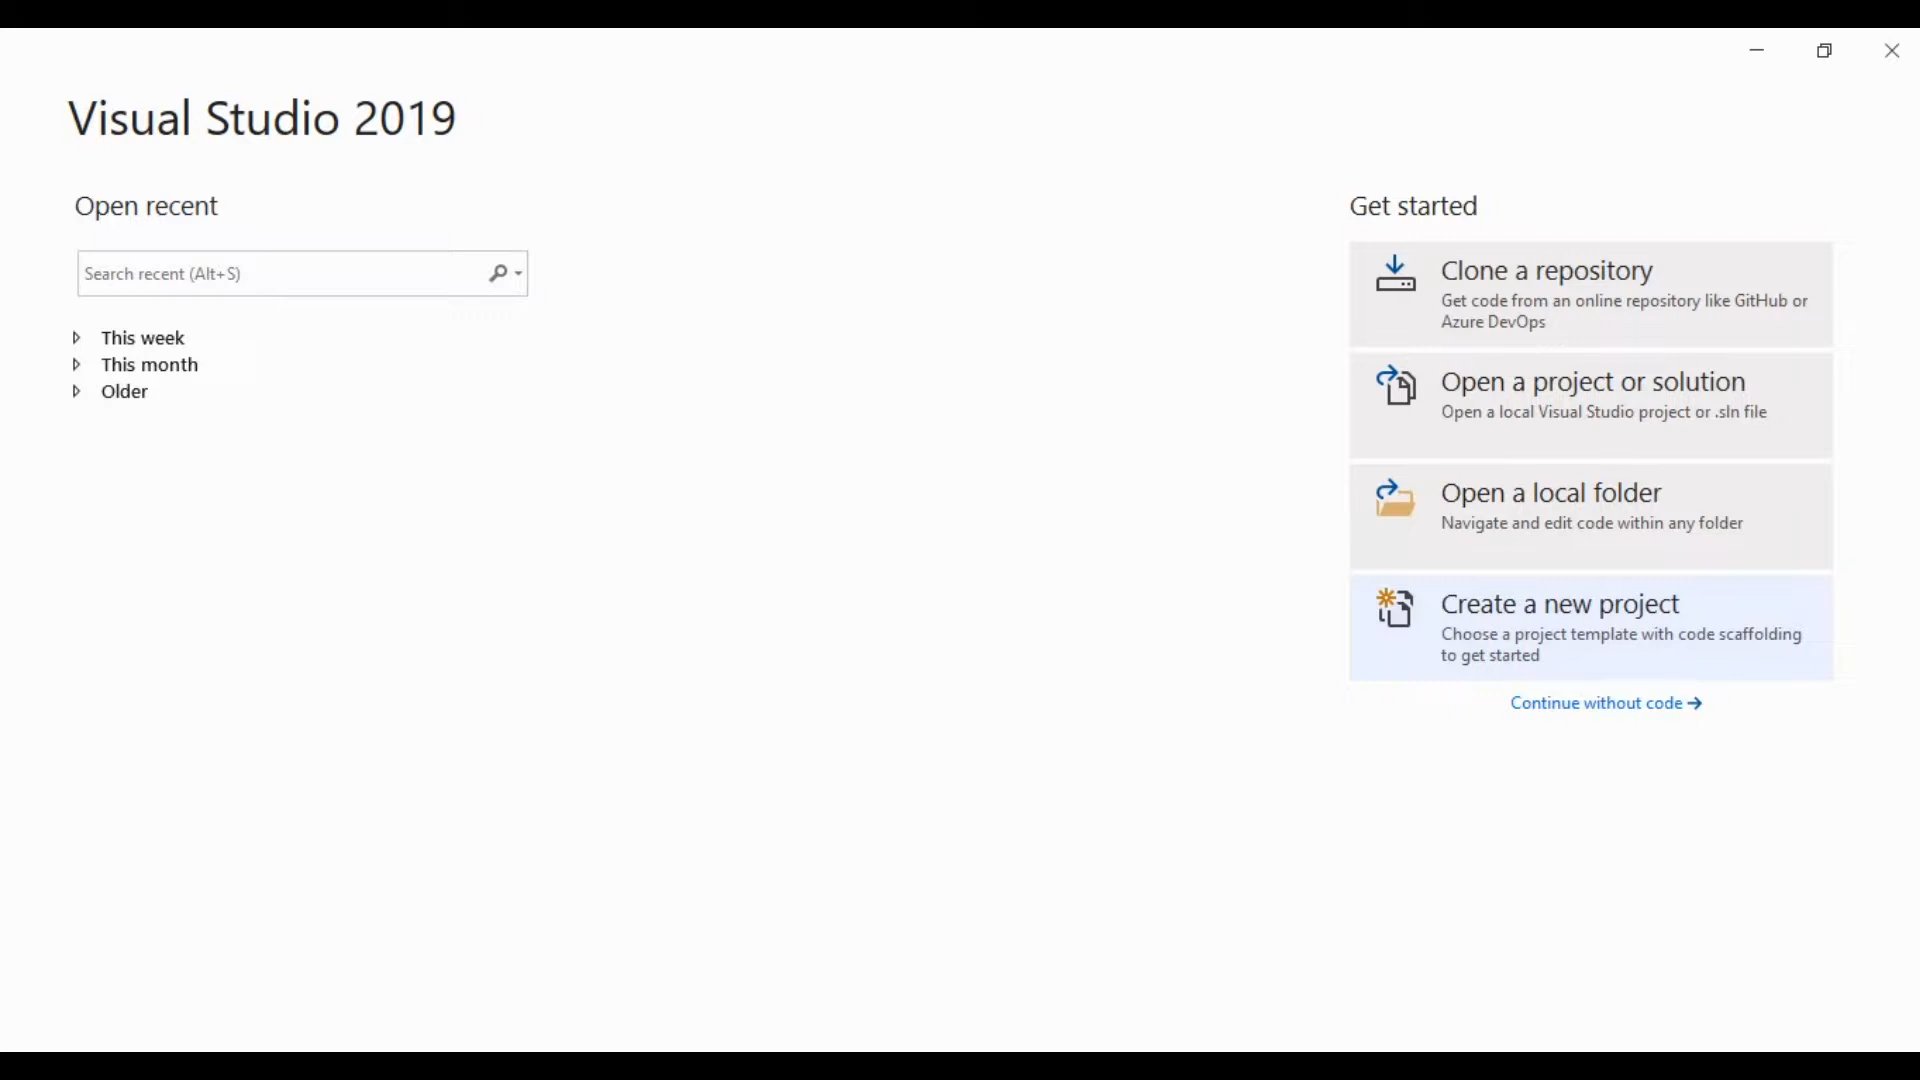 Visual Studio 2019
Open recent
Search recent (Alt+S)
This week
This month
Older
Get started
Clone a repository
Get code from an online repository like GitHub or
Azure DevOps
Open a project or solution
Open a local Visual Studio project or .sln file
Open a local folder
Navigate and edit code within any folder
Create a new project
Choose a project template with code scaffolding
to get started
Continue without code